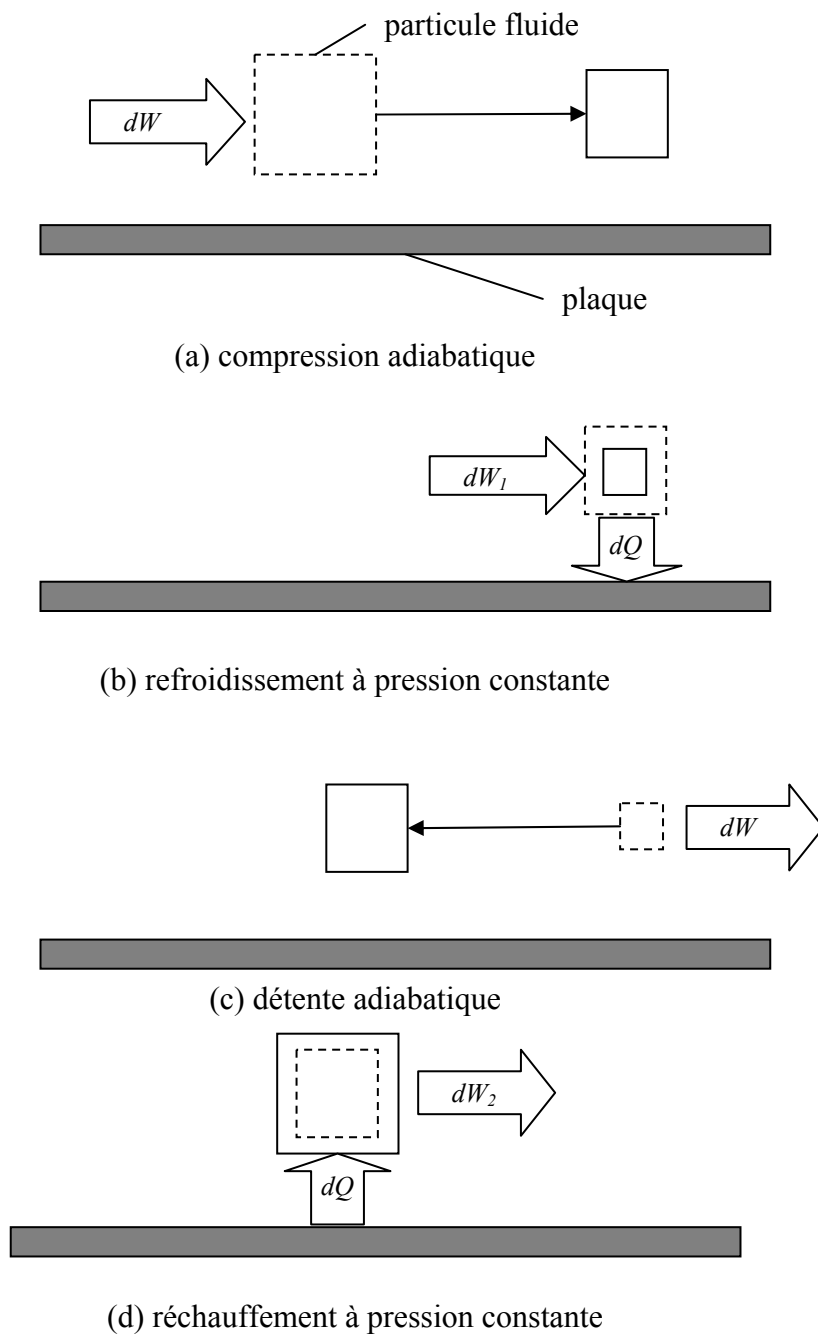 particule fluide
dW
plaque
(a) compression adiabatique
dW1
dQ
(b) refroidissement à pression constante
dW
(c) détente adiabatique
dW2
dQ
(d) réchauffement à pression constante